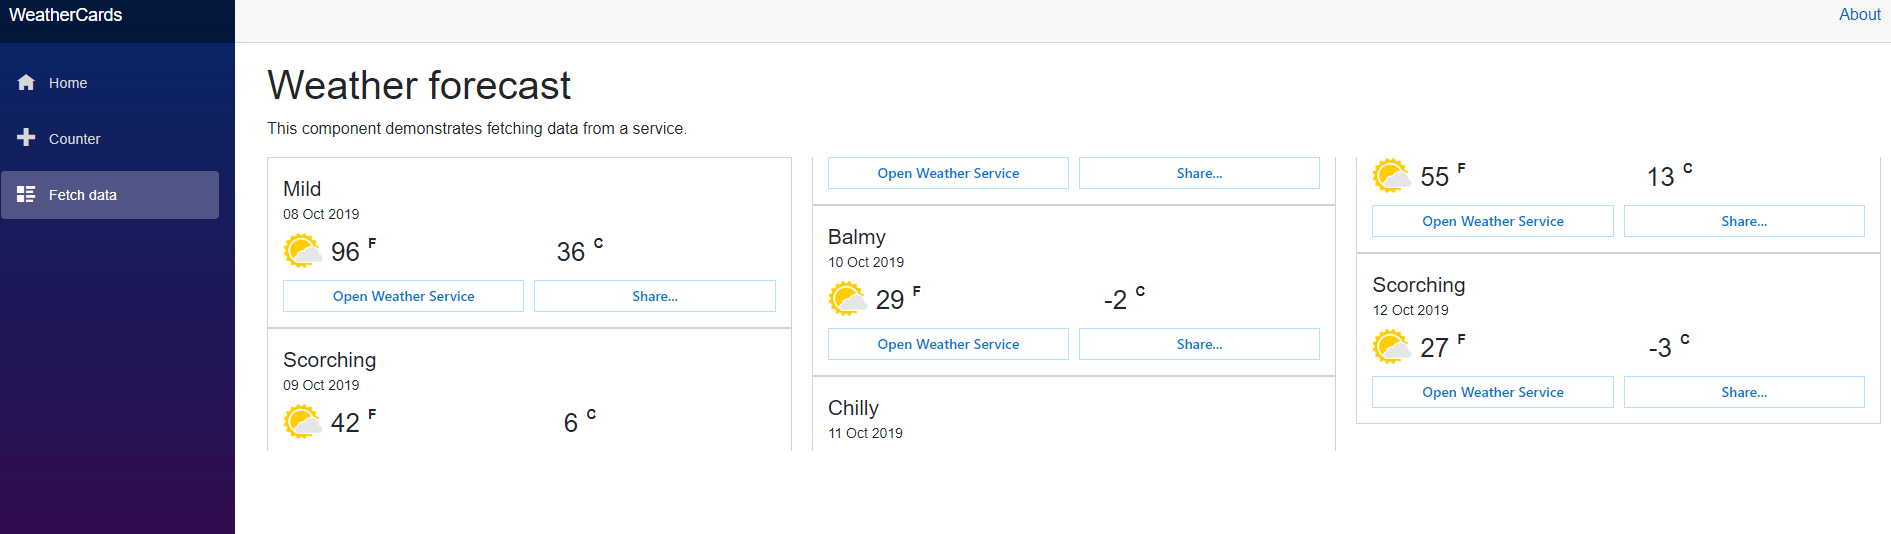 WeatherCards
About
Home
Counter
Fetch data
Weather forecast
This component demonstrates fetching data from a service.
Mild
08 Oct 2019
96 F 36 C
Open Weather Service Share...
Scorching
09 Oct 2019
42 F 6 C
Open Weather Service Share...
Balmy
10 Oct 2019
29 F -2 C
Open Weather Service Share...
Chilly
11 Oct 2019
55 F 13 C
Open Weather Service Share...
Scorching
12 Oct 2019
27 F -3 C
Open Weather Service Share...